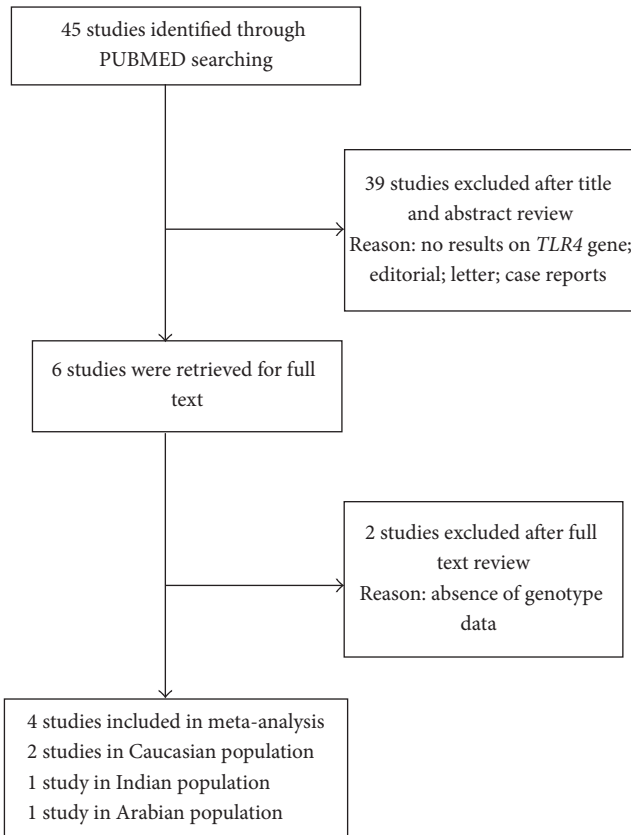 45 studies identified through
PUBMED searching
39 studies excluded after title
and abstract review
Reason: no results on TLR4 gene;
editorial; letter; case reports
6 studies were retrieved for full
text
2 studies excluded after full
text review
Reason: absence of genotype
data
4 studies included in meta-analysis
2 studies in Caucasian population
1 study in Indian population
1 study in Arabian population